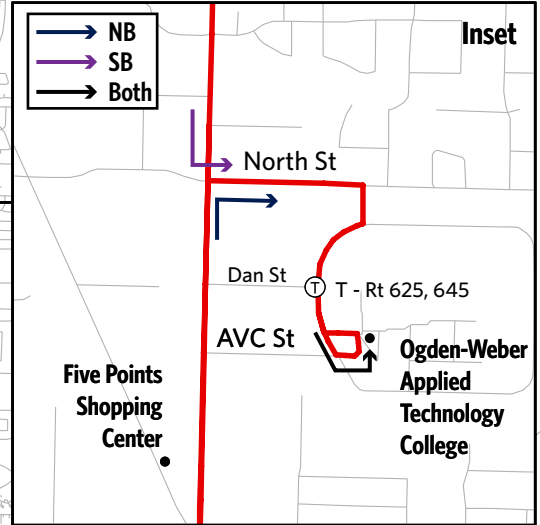 Inset
NB
SB
Both
North St
Dan St
T
T - Rt 625, 645
AVC St
Ogden-Weber
Applied
Technology
College
Five Points
Shopping
Center